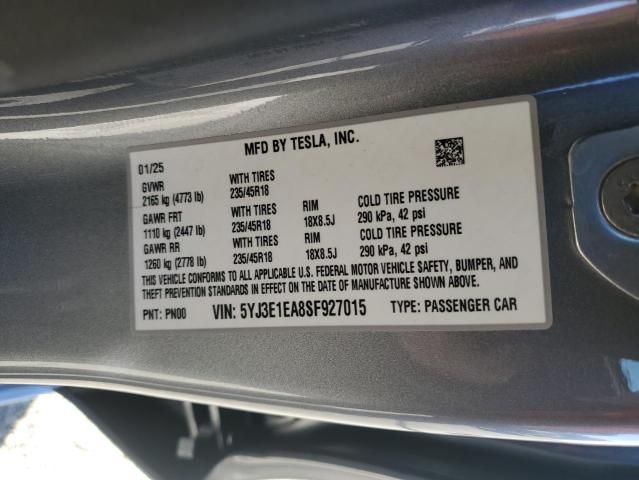 MFD BY TESLA, INC.
01/25
GVWR WITH TIRES
2165 kg (4773 lb) 235/45R18
GAWR FRT WITH TIRES RIM COLD TIRE PRESSURE
1110 kg (2447 lb) 235/45R18 18X8.5J 290 kPa, 42 psi
GAWR RR WITH TIRES RIM COLD TIRE PRESSURE
1260 kg (2778 lb) 235/45R18 18X8.5J 290 kPa, 42 psi
THIS VEHICLE CONFORMS TO ALL APPLICABLE U.S. FEDERAL MOTOR VEHICLE SAFETY, BUMPER, AND
THEFT PREVENTION STANDARDS IN EFFECT ON THE DATE OF MANUFACTURE SHOWN ABOVE.
PNT: PN00 VIN: 5YJ3E1EA8SF927015 TYPE: PASSENGER CAR